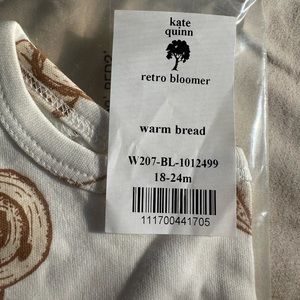 kate
quinn
retro bloomer
warm bread
W207-BL-1012499
18-24m
111700441705